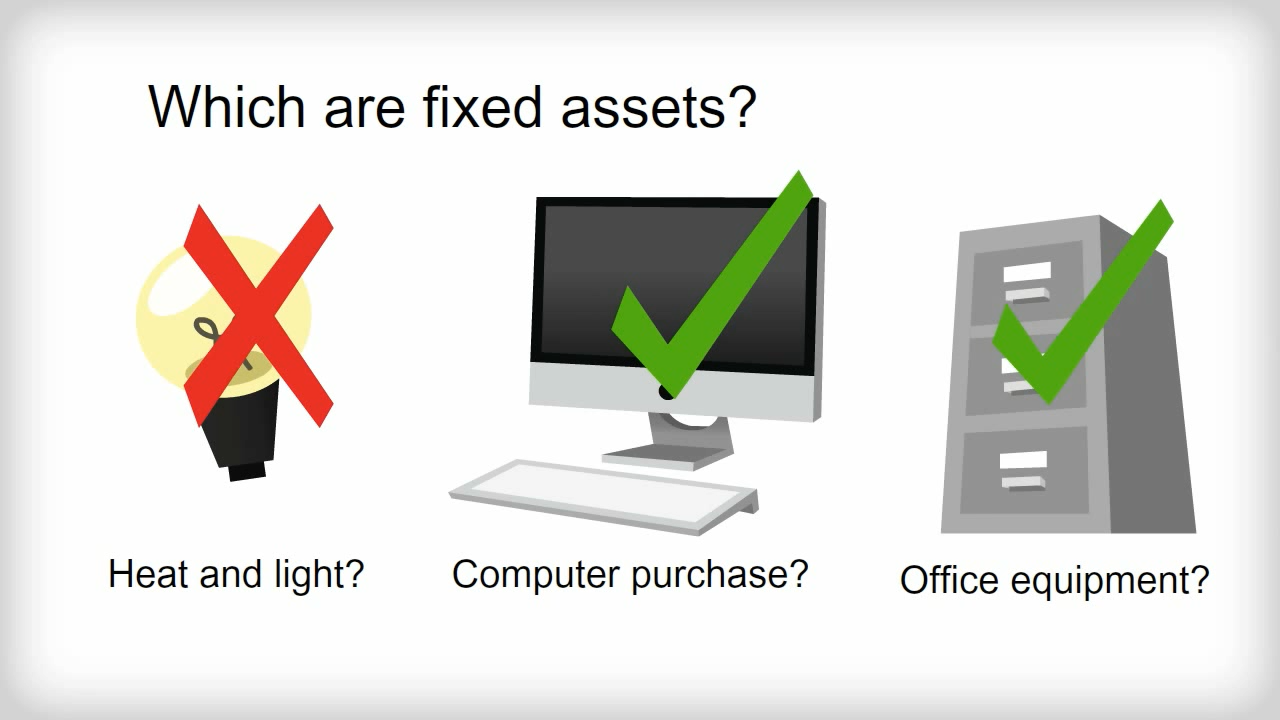 Which are fixed assets?
Heat and light?
Computer purchase?
Office equipment?